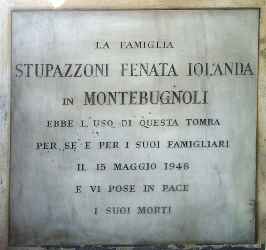 LA FAMIGLIA
STUPAZZONI FENATA IOLANDA
IN MONTEBUGNOLI
EBBE L'USO DI QUESTA TOMBA
PER SE E PER I SUOI FAMIGLIARI
IL 15 MAGGIO 1948
E VI POSE IN PACE
I SUOI MORTI